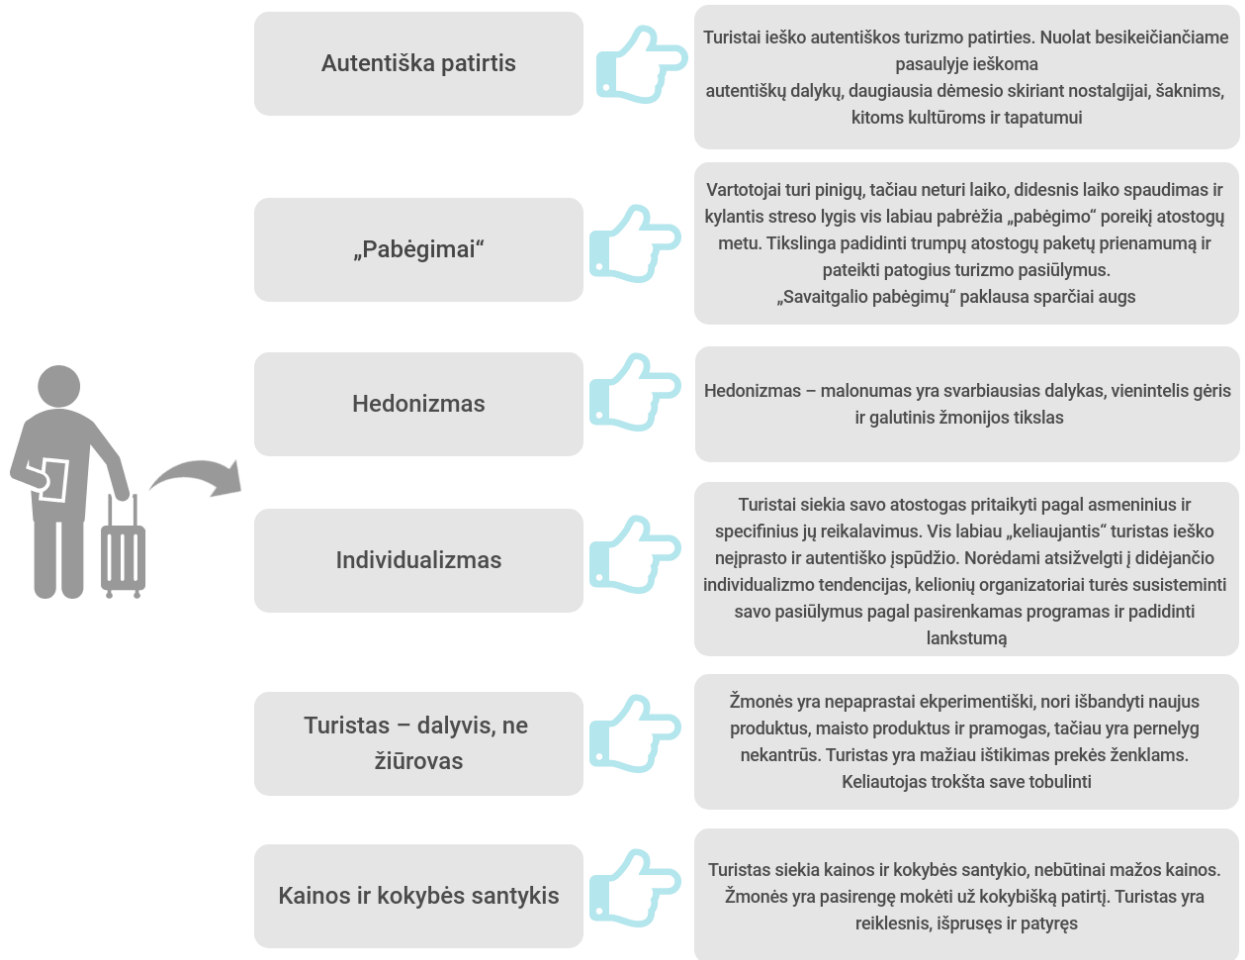 Autentiška patirtis
Turistai ieško autentiškos turizmo patirties. Nuolat besikeičiančiame
pasaulyje ieškoma
autentiškų dalykų, daugiausia dėmesio skiriant nostalgijai, šaknims,
kitoms kultūroms ir tapatumui
„Pabėgimai“
Vartotojai turi pinigų, tačiau neturi laiko, didesnis laiko spaudimas ir
kylantis streso lygis vis labiau pabrėžia „pabėgimo“ poreikį atostogų
metu. Tikslinga padidinti trumpų atostogų paketų prienamumą ir
pateikti patogius turizmo pasiūlymus.
„Savaitgalio pabėgimų“ paklausa sparčiai augs
Hedonizmas
Hedonizmas – malonumas yra svarbiausias dalykas, vienintelis gėris
ir galutinis žmonijos tikslas
Individualizmas
Turistai siekia savo atostogas pritaikyti pagal asmeninius ir
specifinius jų reikalavimus. Vis labiau „keliaujantis“ turistas ieško
neįprasto ir autentiško įspūdžio. Norėdami atsižvelgti į didėjančio
individualizmo tendencijas, kelionių organizatoriai turės susisteminti
savo pasiūlymus pagal pasirenkamas programas ir padidinti
lankstumą
Turistas – dalyvis, ne
žiūrovas
Žmonės yra nepaprastai ekperimentiški, nori išbandyti naujus
produktus, maisto produktus ir pramogas, tačiau yra pernelyg
nekantrūs. Turistas yra mažiau ištikimas prekės ženklams.
Keliautojas trokšta save tobulinti
Kainos ir kokybės santykis
Turistas siekia kainos ir kokybės santykio, nebūtinai mažos kainos.
Žmonės yra pasirengę mokėti už kokybišką patirtį. Turistas yra
reiklesnis, išprusęs ir patyręs